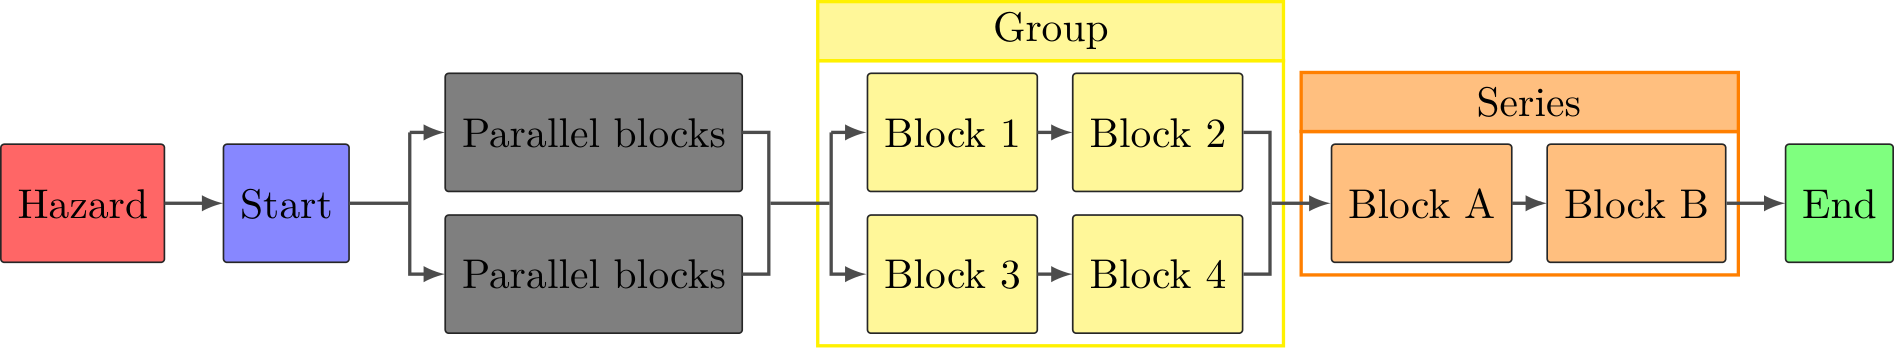 Hazard
Start
Parallel blocks
Parallel blocks
Group
Block 1
Block 2
Block 3
Block 4
Series
Block A
Block B
End